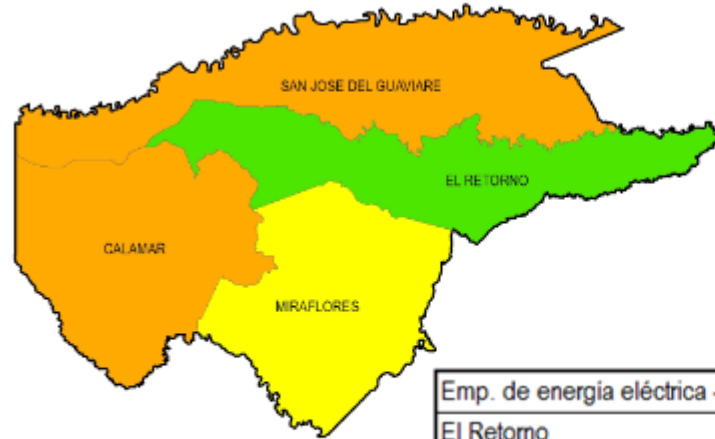 SAN JOSE DEL GUAVIARE
EL RETORNO
CALAMAR
MIRAFLORES
Emp. de energía eléctrica
El Retorno